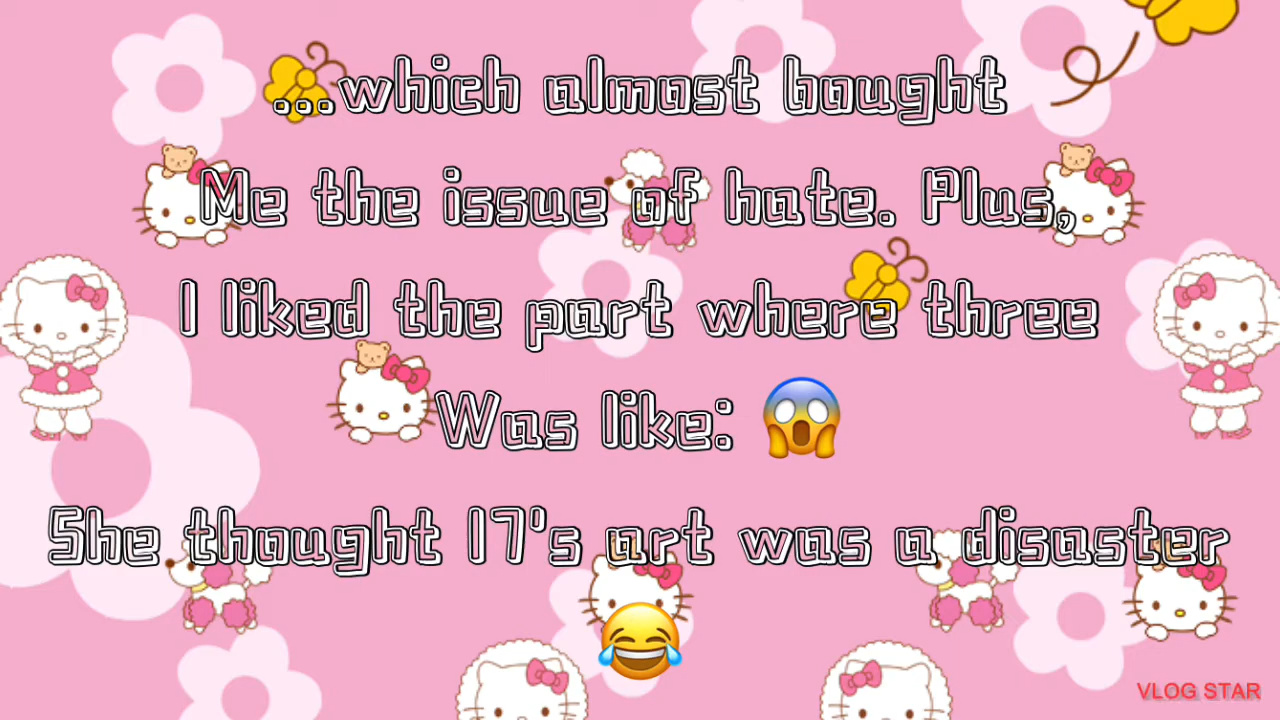 ...which almost bought
Me the issue of hate. Plus,
I liked the part where three
Was like: 😱
She thought 17's art was a disaster
😂
VLOG STAR